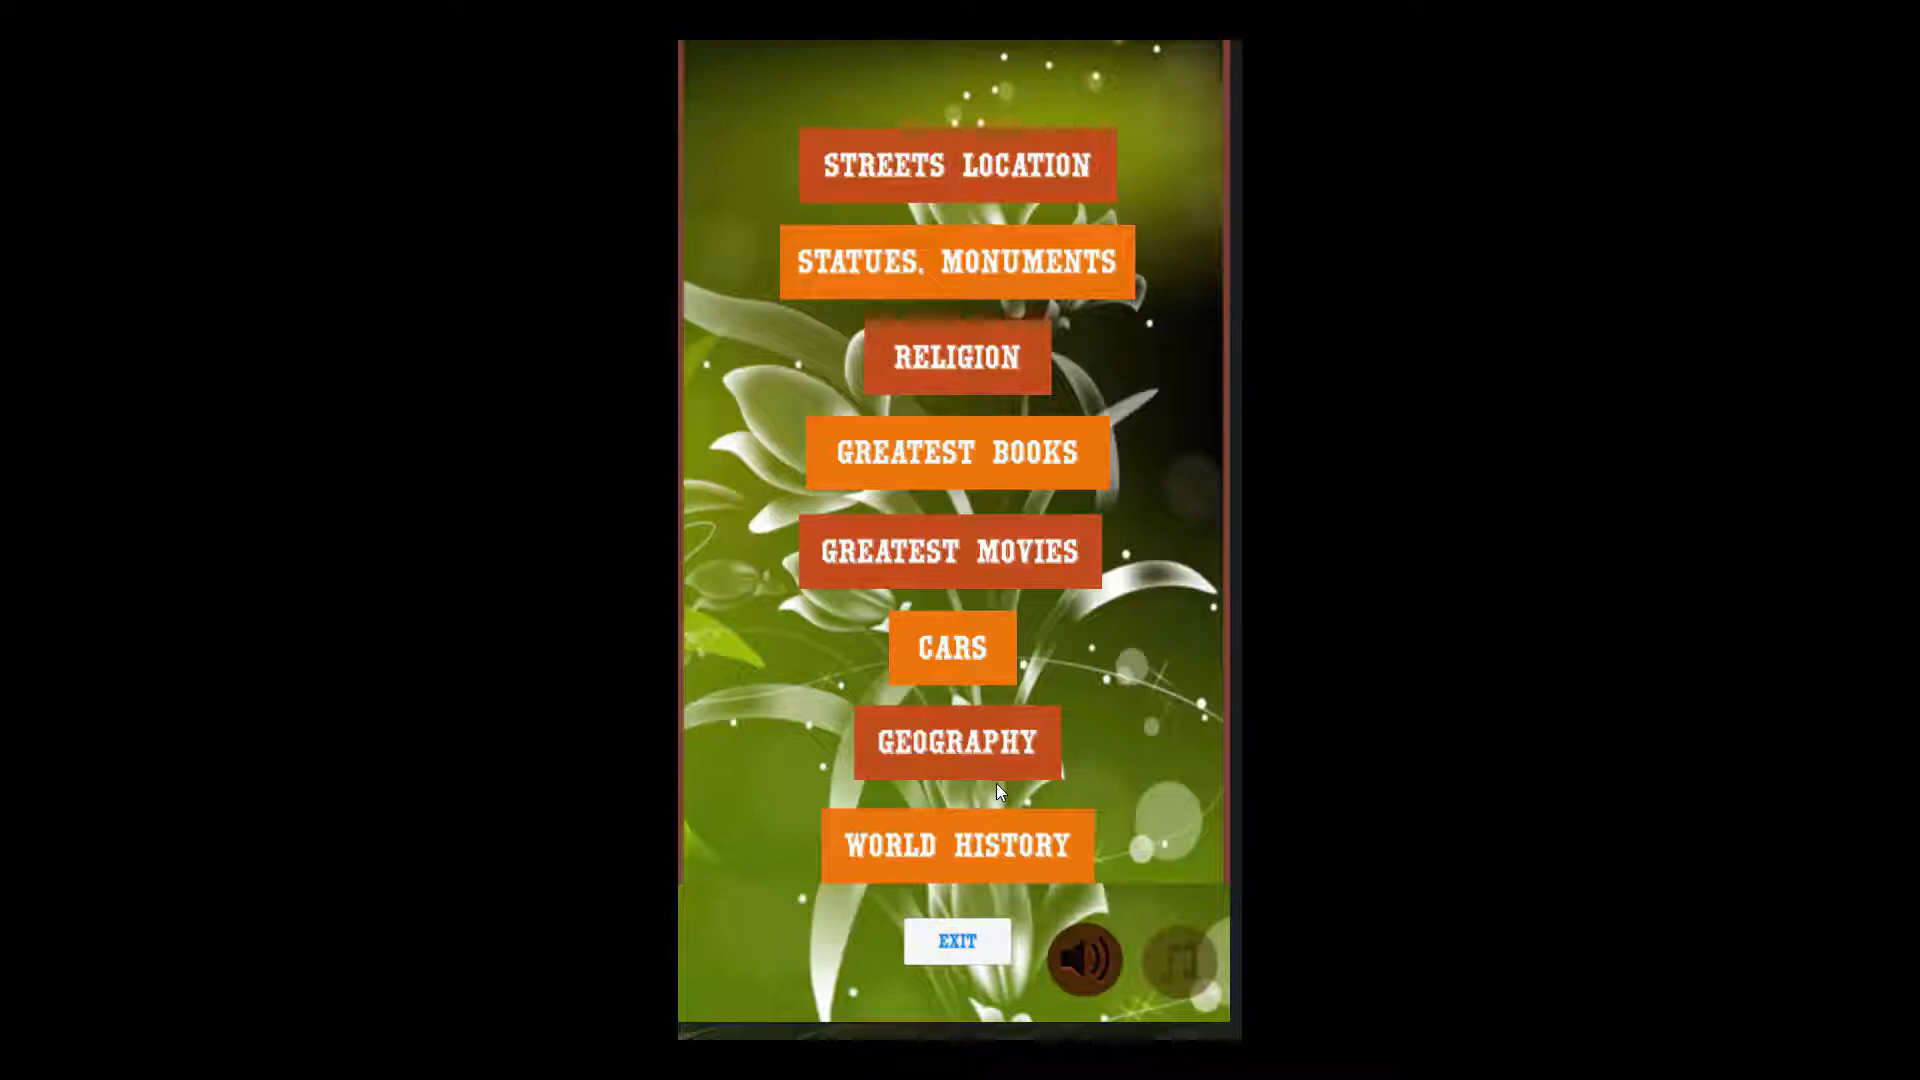 STREETS LOCATION
STATUES, MONUMENTS
RELIGION
GREATEST BOOKS
GREATEST MOVIES
CARS
GEOGRAPHY
WORLD HISTORY
EXIT